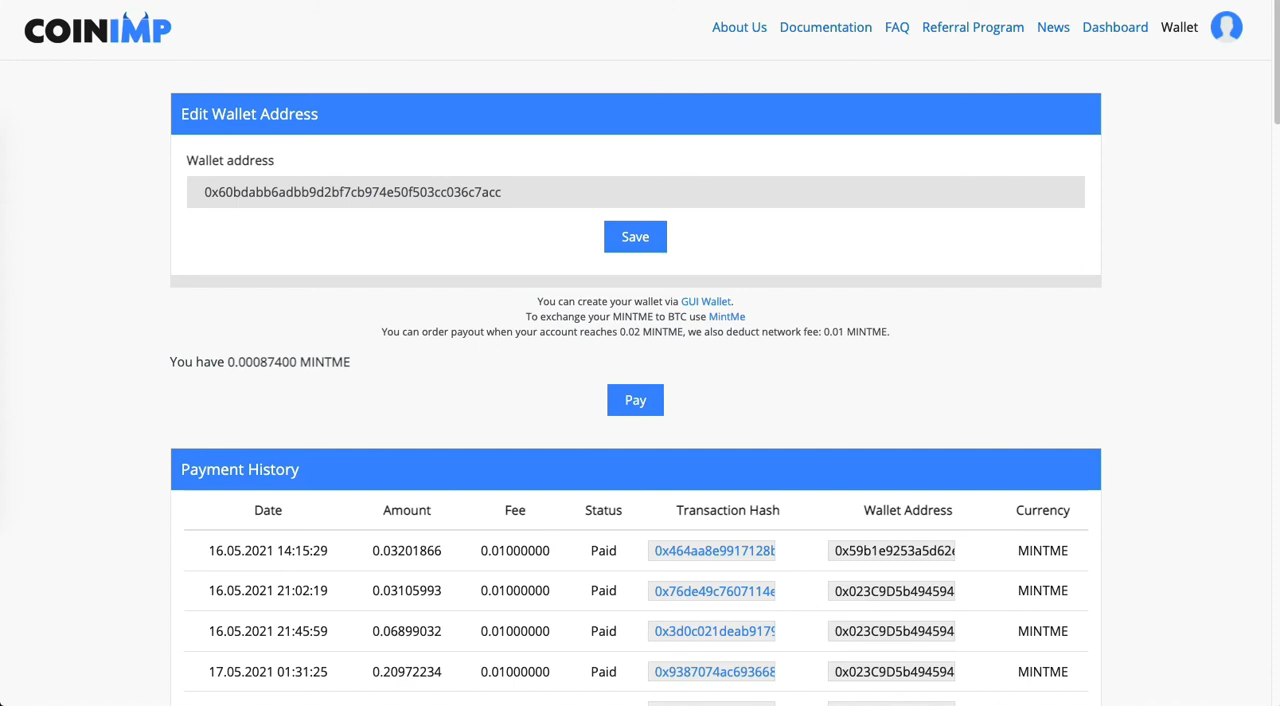 COINIMP
About Us Documentation FAQ Referral Program News Dashboard Wallet
Edit Wallet Address
Wallet address
0x60bdabb6adbb9d2bf7cb974e50f503cc036c7acc
Save
You can create your wallet via GUI Wallet.
To exchange your MINTME to BTC use MintMe
You can order payout when your account reaches 0.02 MINTME, we also deduct network fee: 0.01 MINTME.
You have 0.00087400 MINTME
Pay
Payment History
Date Amount Fee Status Transaction Hash Wallet Address Currency
16.05.2021 14:15:29 0.03201866 0.01000000 Paid 0x464aa8e9917128b 0x59b1e9253a5d62e MINTME
16.05.2021 21:02:19 0.03105993 0.01000000 Paid 0x76de49c7607114e 0x023C9D5b494594 MINTME
16.05.2021 21:45:59 0.06899032 0.01000000 Paid 0x3d0c021deab9179 0x023C9D5b494594 MINTME
17.05.2021 01:31:25 0.20972234 0.01000000 Paid 0x9387074ac693668 0x023C9D5b494594 MINTME